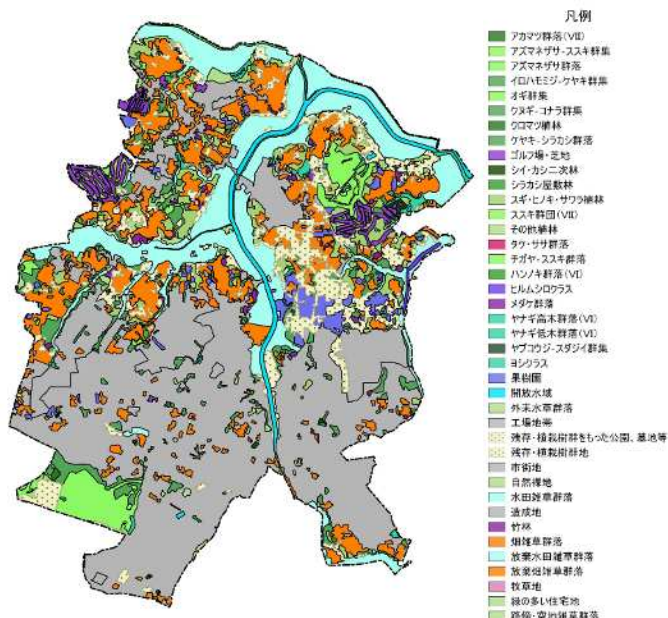 凡例
アカマツ群落(VII)
アズマネザサ-ススキ群集
アズマネザサ群落
イロハモミジ-ケヤキ群集
オギ群集
クヌギ-コナラ群集
クロマツ植林
ケヤキ-シラカシ群落
ゴルフ場・芝地
シイ・カシ二次林
シラカシ屋敷林
スギ・ヒノキ・サワラ植林
ススキ群団(VII)
その他植林
タケ・ササ群落
チガヤ-ススキ群落
ハンノキ群落(VI)
ヒルムシロクラス
メダケ群落
ヤナギ高木群落(VI)
ヤナギ低木群落(VI)
ヤブコウジ-スダジイ群集
ヨシクラス
果樹園
開放水域
外来水草群落
工場地帯
残存・植栽樹群をもった公園、墓地等
残存・植栽樹群地
市街地
自然裸地
水田雑草群落
造成地
竹林
畑雑草群落
放棄水田雑草群落
放棄畑雑草群落
牧草地
緑の多い住宅地
路傍・空地雑草群落